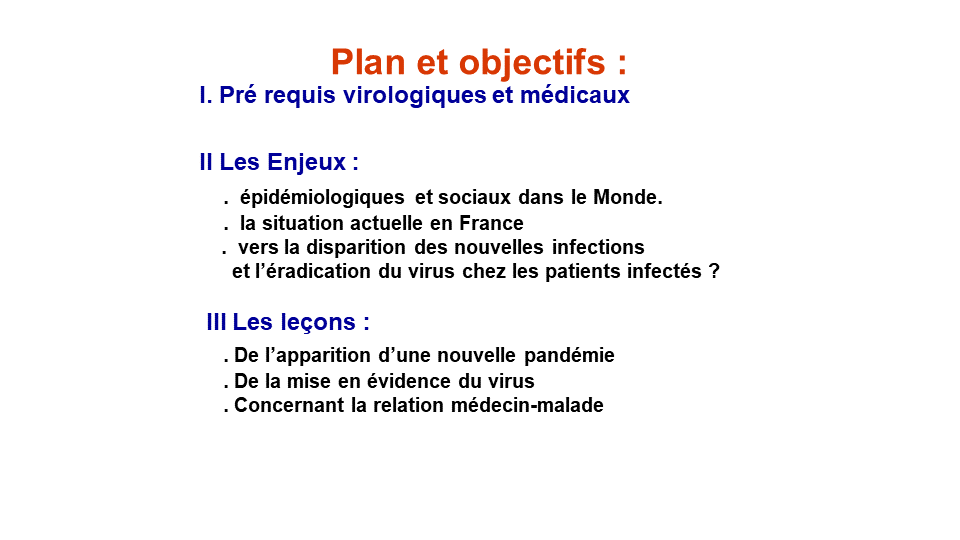 Plan et objectifs :
I. Pré requis virologiques et médicaux
II Les Enjeux :
. épidémiologiques et sociaux dans le Monde.
. la situation actuelle en France
. vers la disparition des nouvelles infections
et l’éradication du virus chez les patients infectés ?
III Les leçons :
. De l’apparition d’une nouvelle pandémie
. De la mise en évidence du virus
. Concernant la relation médecin-malade